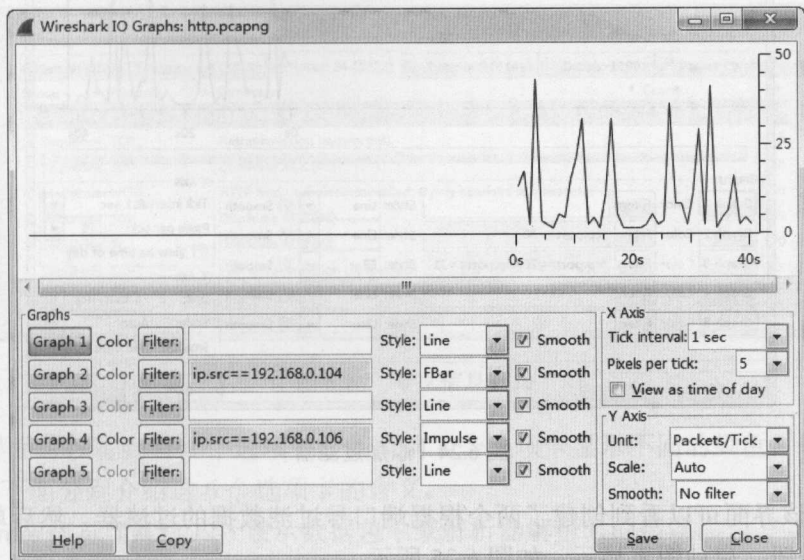 Wireshark IO Graphs: http.pcapng
50
25
0
0s 20s 40s
Graphs
Graph 1 Color Filter: Style: Line Smooth
Graph 2 Color Filter: ip.src==192.168.0.104 Style: FBar Smooth
Graph 3 Color Filter: Style: Line Smooth
Graph 4 Color Filter: ip.src==192.168.0.106 Style: Impulse Smooth
Graph 5 Color Filter: Style: Line Smooth
Help Copy
X Axis
Tick interval: 1 sec
Pixels per tick: 5
View as time of day
Y Axis
Unit: Packets/Tick
Scale: Auto
Smooth: No filter
Save Close